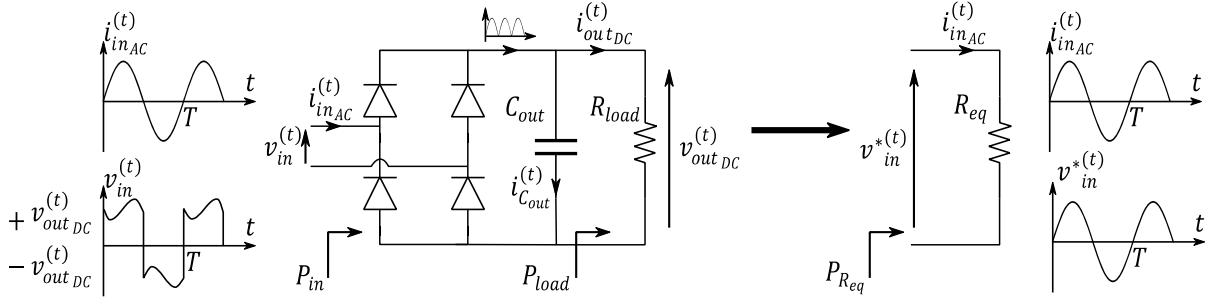 i_{in_{AC}}^{(t)}
t
T
v_{in}^{(t)}
+ v_{out_{DC}}^{(t)}
− v_{out_{DC}}^{(t)}
t
T
i_{in_{AC}}^{(t)}
v_{in}^{(t)}
P_{in}
C_{out}
i_{C_{out}}^{(t)}
i_{out_{DC}}^{(t)}
R_{load}
v_{out_{DC}}^{(t)}
P_{load}
i_{in_{AC}}^{(t)}
R_{eq}
v*_{in}^{(t)}
P_{R_{eq}}
i_{in_{AC}}^{(t)}
t
T
v*_{in}^{(t)}
t
T